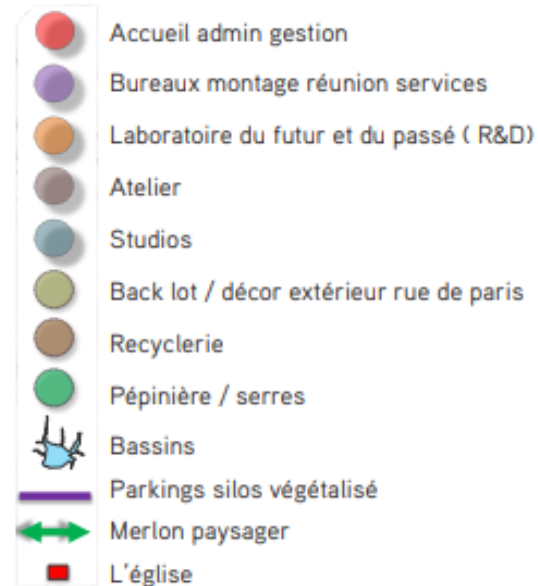 Accueil admin gestion
Bureaux montage réunion services
Laboratoire du futur et du passé ( R&D)
Atelier
Studios
Back lot / décor extérieur rue de paris
Recyclerie
Pépinière / serres
Bassins
Parkings silos végétalisé
Merlon paysager
L'église